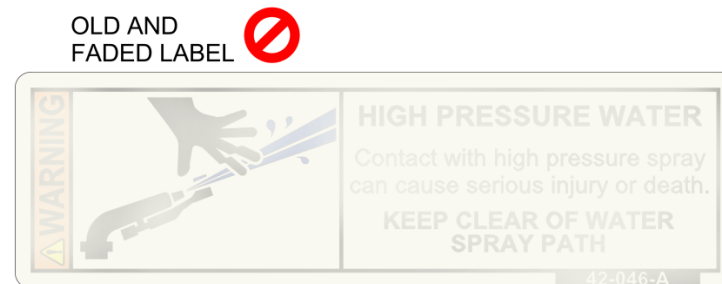 OLD AND
FADED LABEL
WARNING
HIGH PRESSURE WATER
Contact with high pressure spray
can cause serious injury or death.
KEEP CLEAR OF WATER
SPRAY PATH
42-046-A